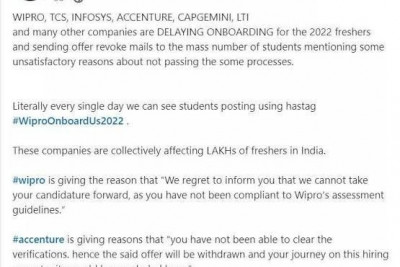 WIPRO, TCS, INFOSYS, ACCENTURE, CAPGEMINI, LTI
and many other companies are DELAYING ONBOARDING for the 2022 freshers
and sending offer revoke mails to the mass number of students mentioning some
unsatisfactory reasons about not passing the some processes.
Literally every single day we can see students posting using hastag
#WiproOnboardUs2022 .
These companies are collectively affecting LAKHs of freshers in India.
#wipro is giving the reason that "We regret to inform you that we cannot take
your candidature forward, as you have not been compliant to Wipro's assessment
guidelines."
#accenture is giving reasons that "you have not been able to clear the
verifications. hence the said offer will be withdrawn and your journey on this hiring